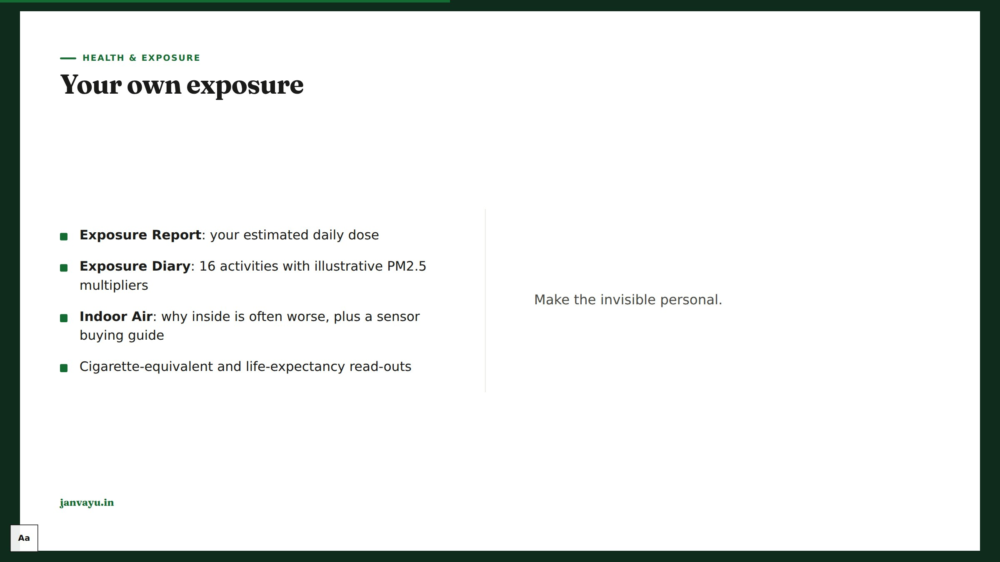 HEALTH & EXPOSURE
Your own exposure
Exposure Report: your estimated daily dose
Exposure Diary: 16 activities with illustrative PM2.5
multipliers
Indoor Air: why inside is often worse, plus a sensor
buying guide
Cigarette-equivalent and life-expectancy read-outs
Make the invisible personal.
janvayu.in
Aa